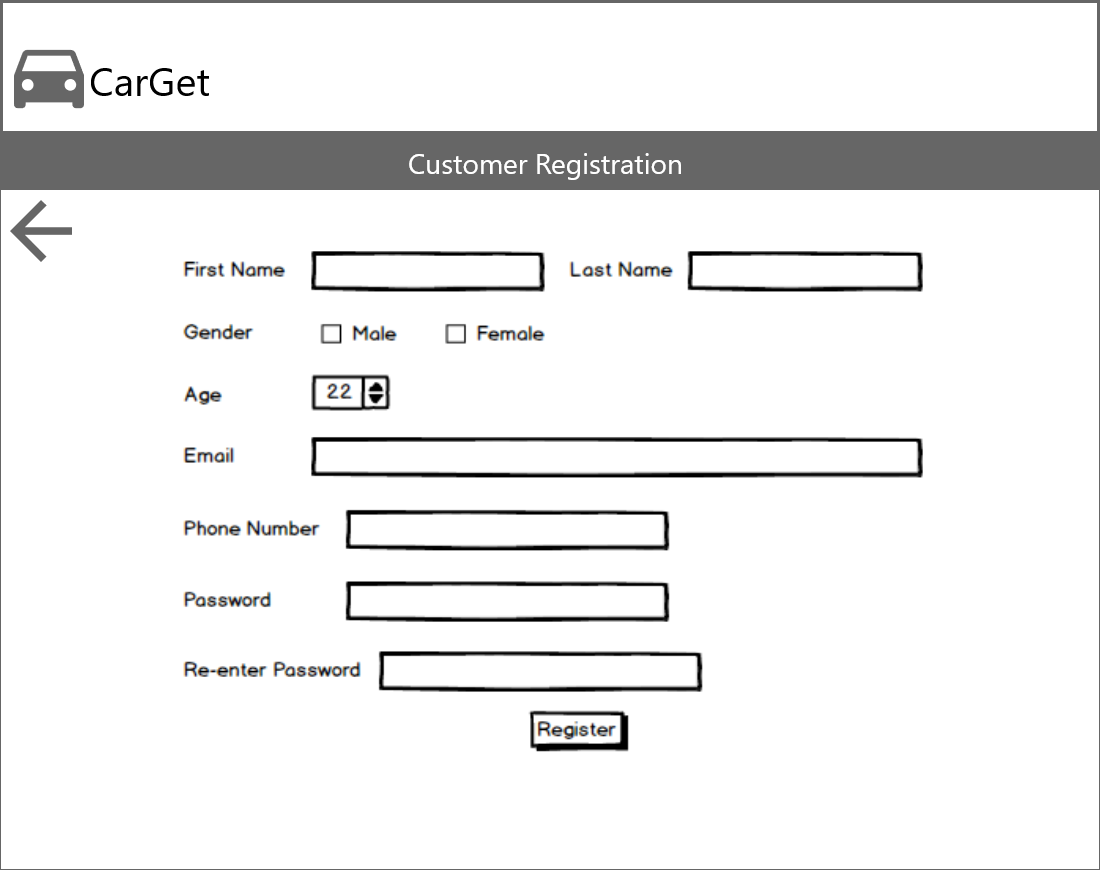 CarGet
Customer Registration
First Name Last Name
Gender Male Female
Age 22
Email
Phone Number
Password
Re-enter Password
Register